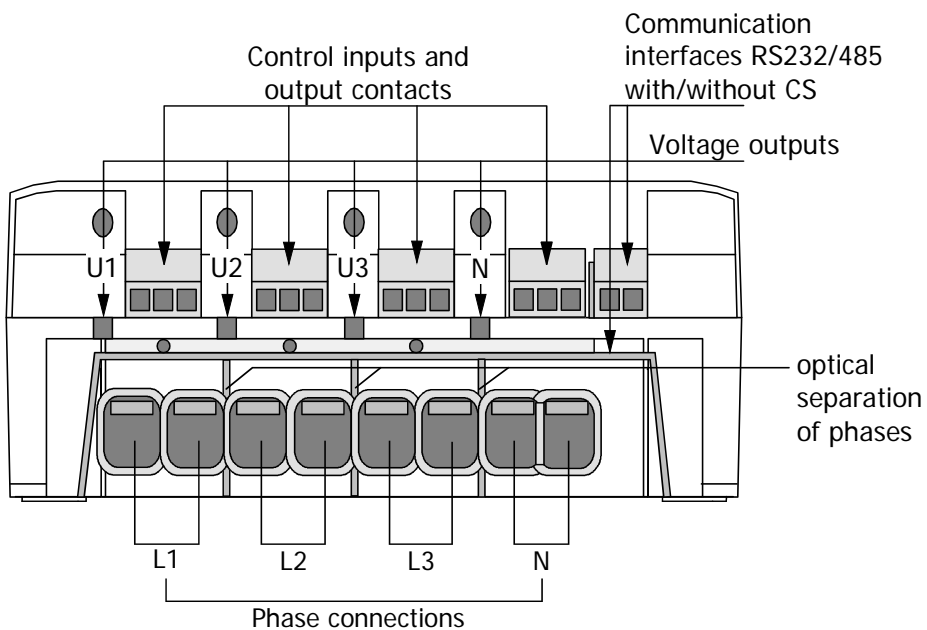 Communication
interfaces RS232/485
with/without CS
Control inputs and
output contacts
Voltage outputs
U1
U2
U3
N
optical
separation
of phases
L1
L2
L3
N
Phase connections